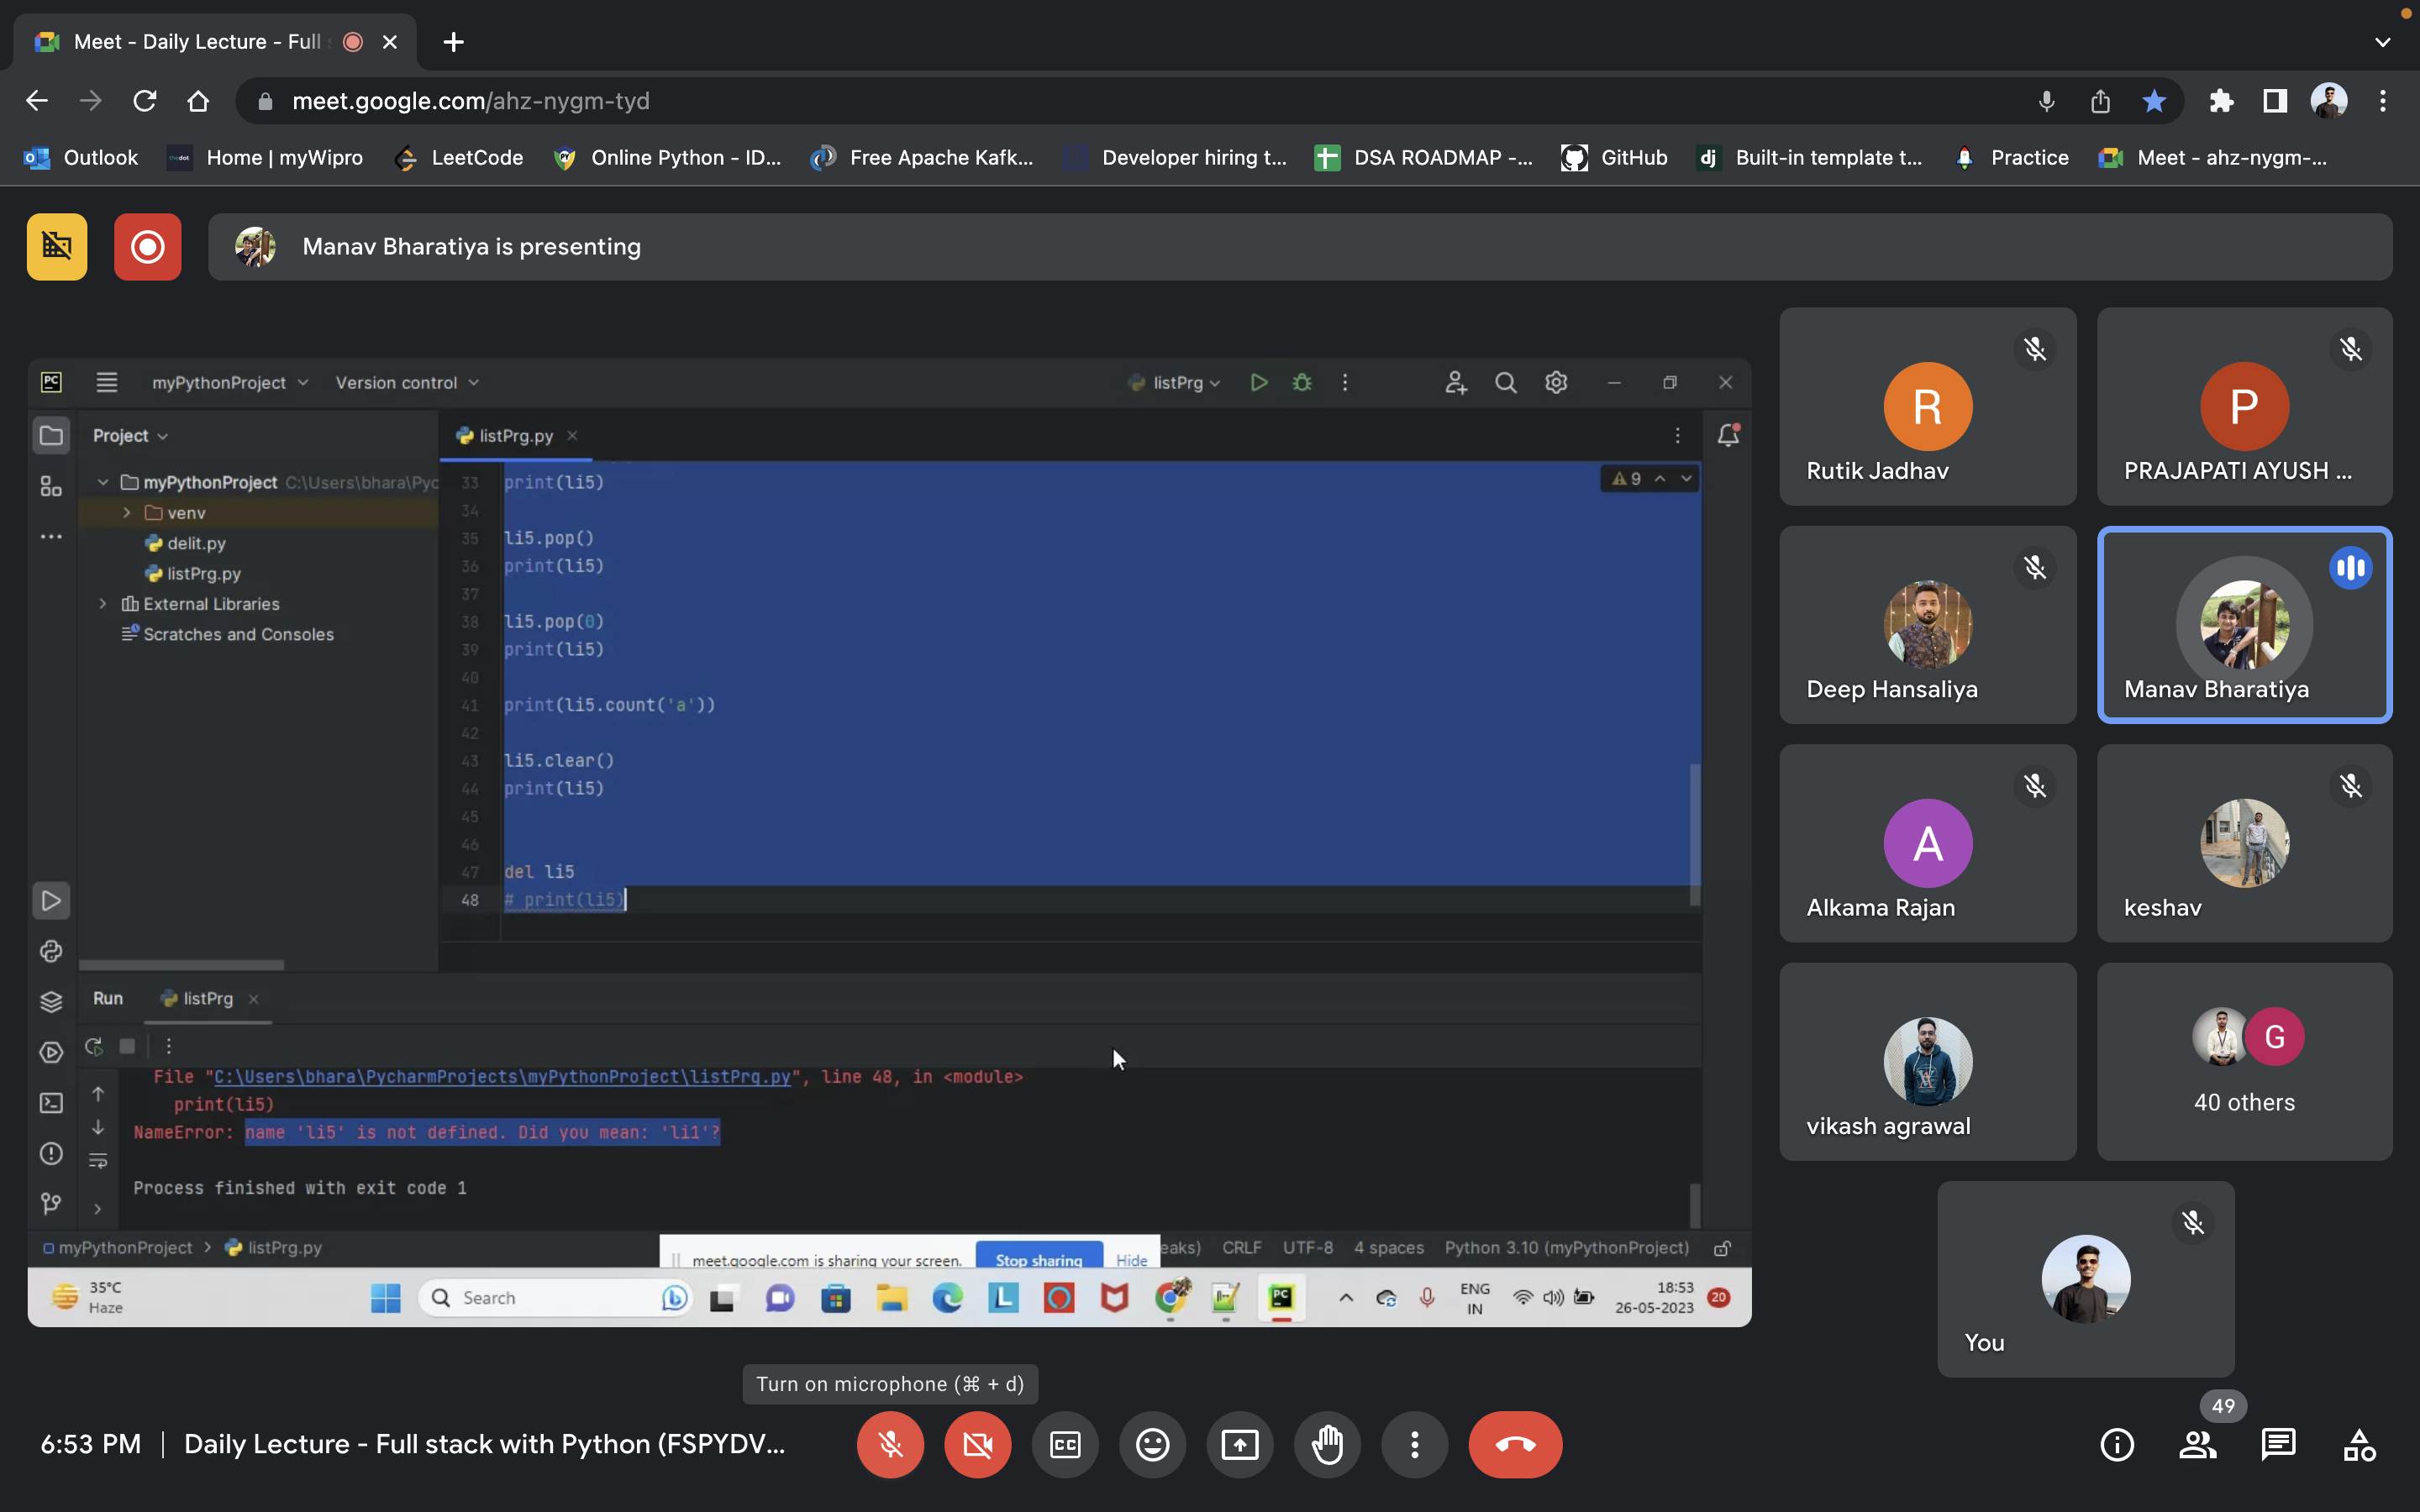 Meet - Daily Lecture - Full
meet.google.com/ahz-nygm-tyd
Outlook
Home | myWipro
LeetCode
Online Python - ID...
Free Apache Kafk...
Developer hiring t...
DSA ROADMAP -...
GitHub
Built-in template t...
Practice
Meet - ahz-nygm-...
Manav Bharatiya is presenting
PC
myPythonProject
Version control
listPrg
Project
listPrg.py
myPythonProject C:\Users\bhara\Pyc
venv
delit.py
listPrg.py
External Libraries
Scratches and Consoles
9
33 print(li5)
34
35 li5.pop()
36 print(li5)
37
38 li5.pop(0)
39 print(li5)
40
41 print(li5.count('a'))
42
43 li5.clear()
44 print(li5)
45
46
47 del li5
48 # print(li5)
Run
listPrg
File "C:\Users\bhara\PycharmProjects\myPythonProject\listPrg.py", line 48, in <module>
print(li5)
NameError: name 'li5' is not defined. Did you mean: 'li1'?
Process finished with exit code 1
myPythonProject > listPrg.py
meet.google.com is sharing your screen.
Stop sharing
Hide
eaks)
CRLF
UTF-8
4 spaces
Python 3.10 (myPythonProject)
35°C
Haze
Search
ENG
IN
18:53
26-05-2023
20
R
Rutik Jadhav
P
PRAJAPATI AYUSH ...
Deep Hansaliya
Manav Bharatiya
A
Alkama Rajan
keshav
vikash agrawal
G
40 others
You
Turn on microphone (⌘ + d)
6:53 PM | Daily Lecture - Full stack with Python (FSPYDV...
CC
49